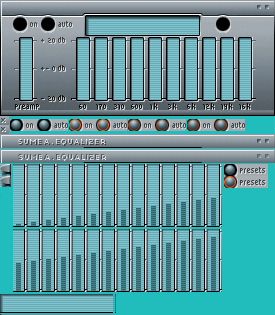 on auto
+ 20 db
+- 0 db
- 20 db
Preamp 60 170 310 600 1K 3K 6K 12K 14K 16K
on auto on auto on auto on auto
SUMEA.EQUALIZER
SUMEA.EQUALIZER
presets
presets